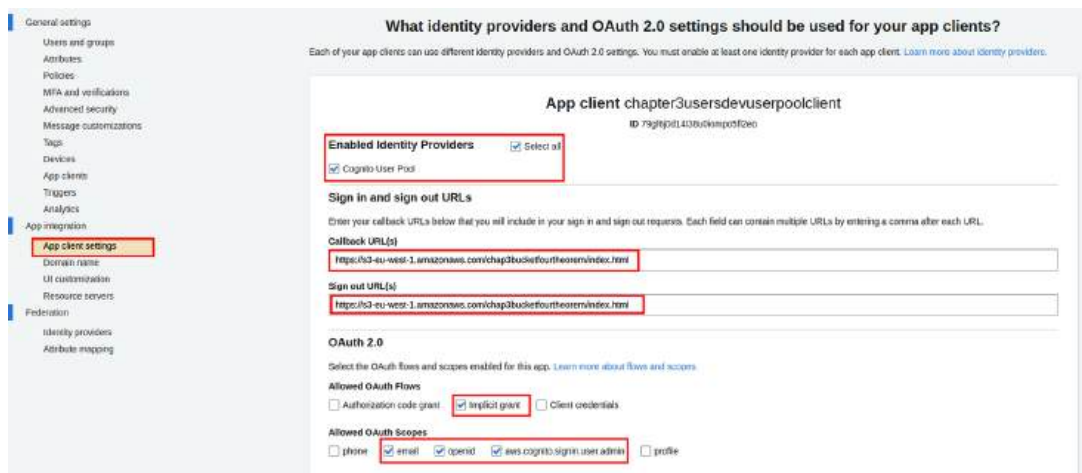 General settings
Users and groups
Attributes
Policies
MFA and verifications
Advanced security
Message customizations
Tags
Devices
App clients
Triggers
Analytics
App integration
App client settings
Domain name
UI customization
Resource servers
Federation
Identity providers
Attribute mapping
What identity providers and OAuth 2.0 settings should be used for your app clients?
Each of your app clients can use different identity providers and OAuth 2.0 settings. You must enable at least one identity provider for each app client. Learn more about identity providers.
App client chapter3usersdevuserpoolclient
ID
Enabled Identity Providers Select all
Cognito User Pool
Sign in and sign out URLs
Enter your callback URLs below that you will include in your sign in and sign out requests. Each field can contain multiple URLs by entering a comma after each URL.
Callback URL(s)
https://s3-eu-west-1.amazonaws.com/chap3bucketfourtheorem/index.html
Sign out URL(s)
https://s3-eu-west-1.amazonaws.com/chap3bucketfourtheorem/index.html
OAuth 2.0
Select the OAuth flows and scopes enabled for this app. Learn more about flows and scopes.
Allowed OAuth Flows
Authorization code grant Implicit grant Client credentials
Allowed OAuth Scopes
phone email openid aws.cognito.signin.user.admin profile